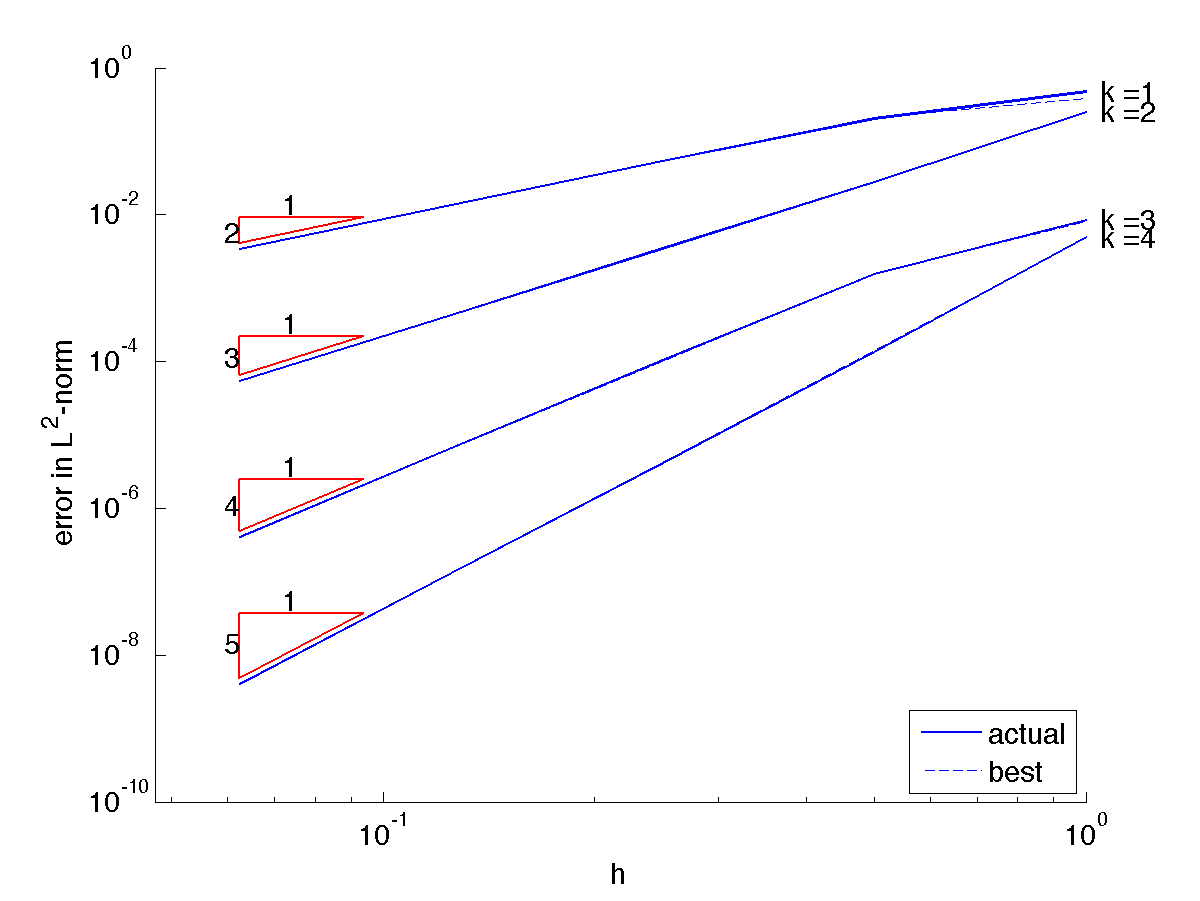 10^0
k =1
k =2
1
2
10^-2
k =3
k =4
1
3
10^-4
error in L^2-norm
1
4
10^-6
1
5
10^-8
actual
best
10^-10
10^-1
10^0
h